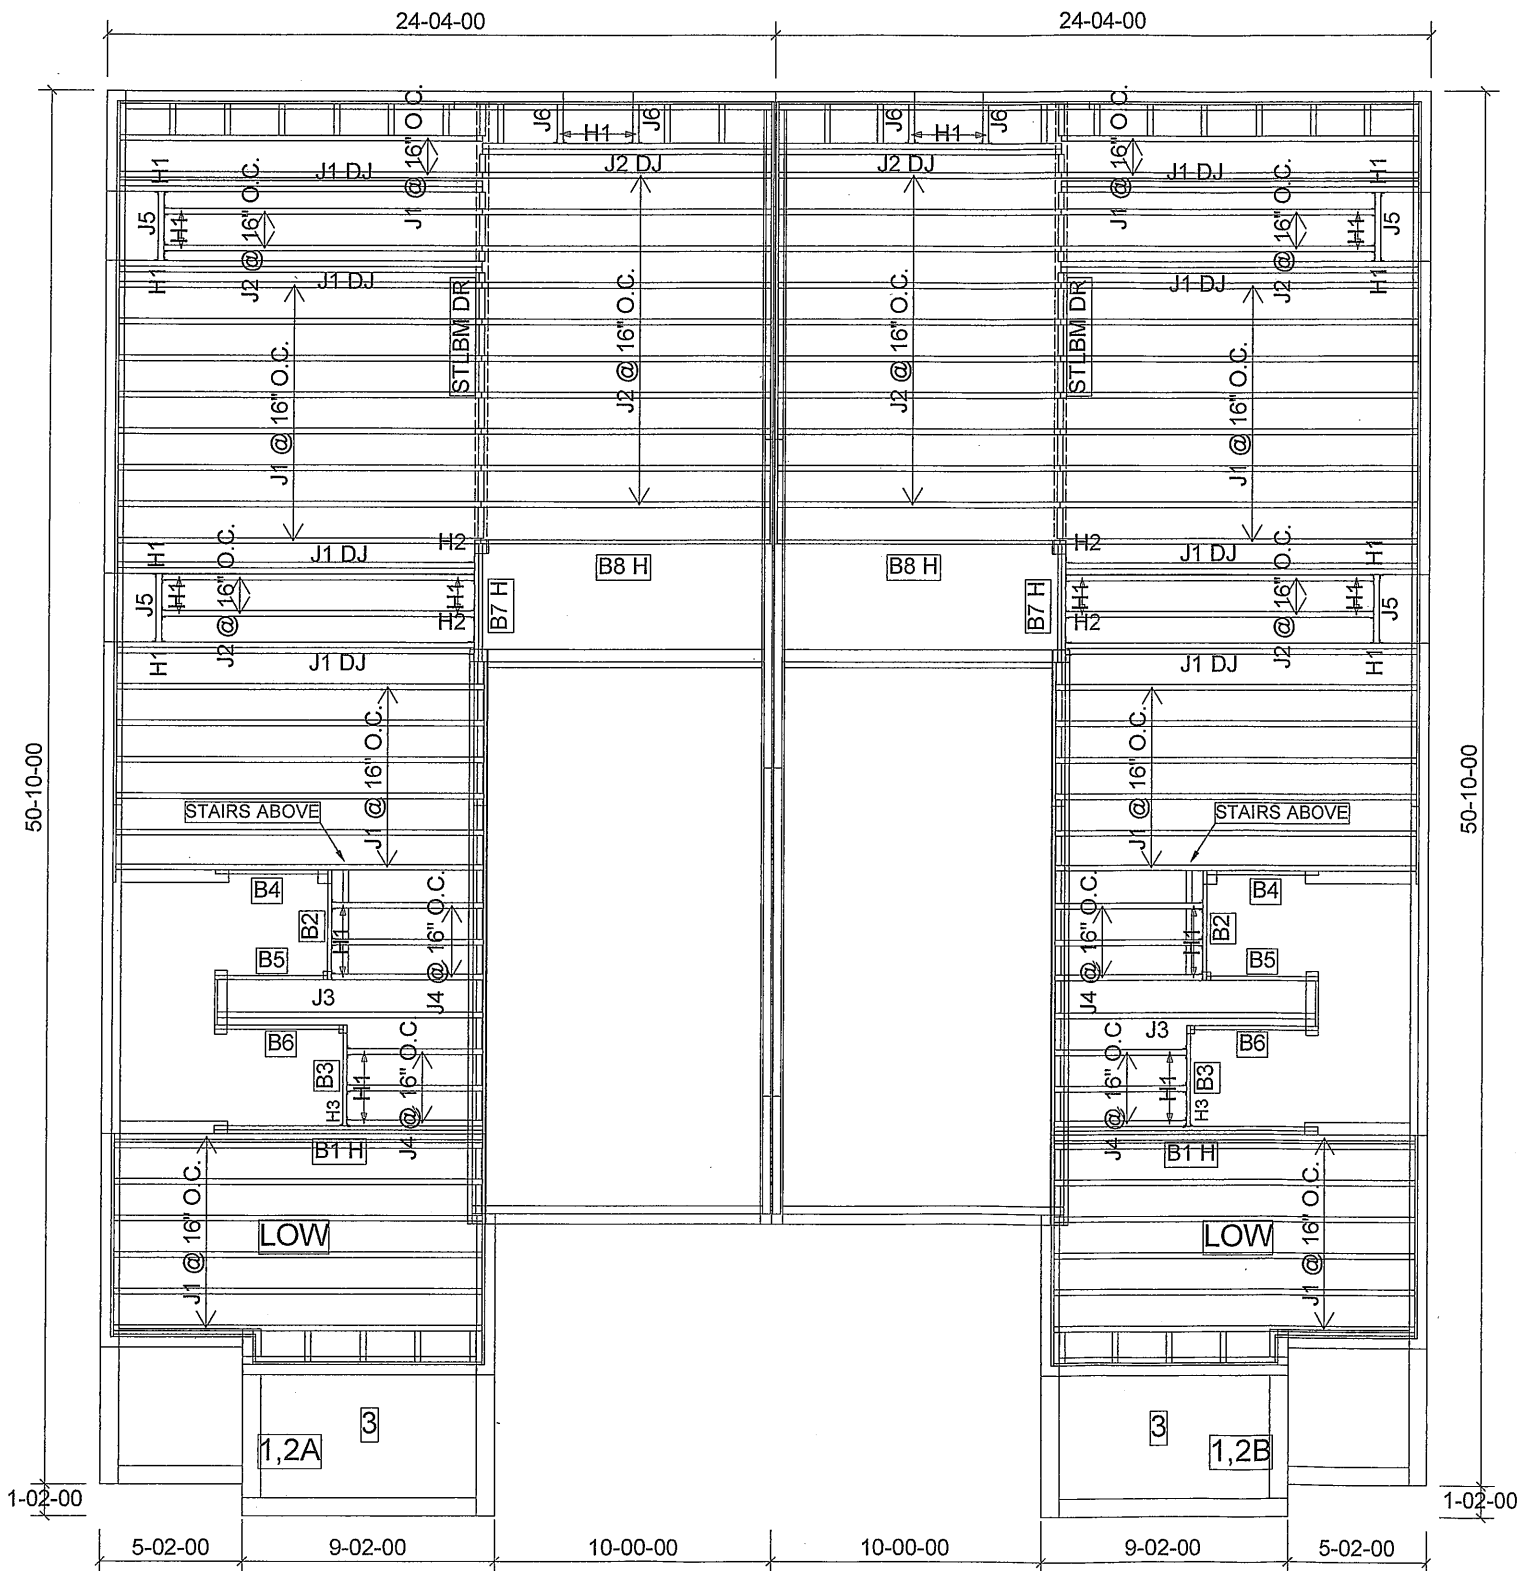 24-04-00
24-04-00
J6
H1
J6
J6
H1
J6
J1 @ 16" O.C.
J1 @ 16" O.C.
J1 DJ
J2 DJ
J2 DJ
J1 DJ
H1
H1
J5
H1
J2 @ 16" O.C.
J2 @ 16" O.C.
H1
J5
H1
J1 DJ
J1 DJ
H1
STLBM DR
J2 @ 16" O.C.
J2 @ 16" O.C.
STLBM DR
J1 @ 16" O.C.
J1 @ 16" O.C.
H1
J1 DJ
H2
B8 H
B8 H
H2
J1 DJ
H1
J5
H1
J2 @ 16" O.C.
H1
B7 H
B7 H
H1
J2 @ 16" O.C.
H1
J5
H2
H2
H1
J1 DJ
J1 DJ
H1
50-10-00
50-10-00
J1 @ 16" O.C.
J1 @ 16" O.C.
STAIRS ABOVE
STAIRS ABOVE
B4
B4
B2
H1
J4 @ 16" O.C.
J4 @ 16" O.C.
H1
B2
B5
B5
J3
J3
B6
B6
B3
H1
J4 @ 16" O.C.
J4 @ 16" O.C.
H1
B3
H3
H3
B1 H
B1 H
J1 @ 16" O.C.
J1 @ 16" O.C.
LOW
LOW
3
3
1,2A
1,2B
1-02-00
1-02-00
5-02-00
9-02-00
10-00-00
10-00-00
9-02-00
5-02-00